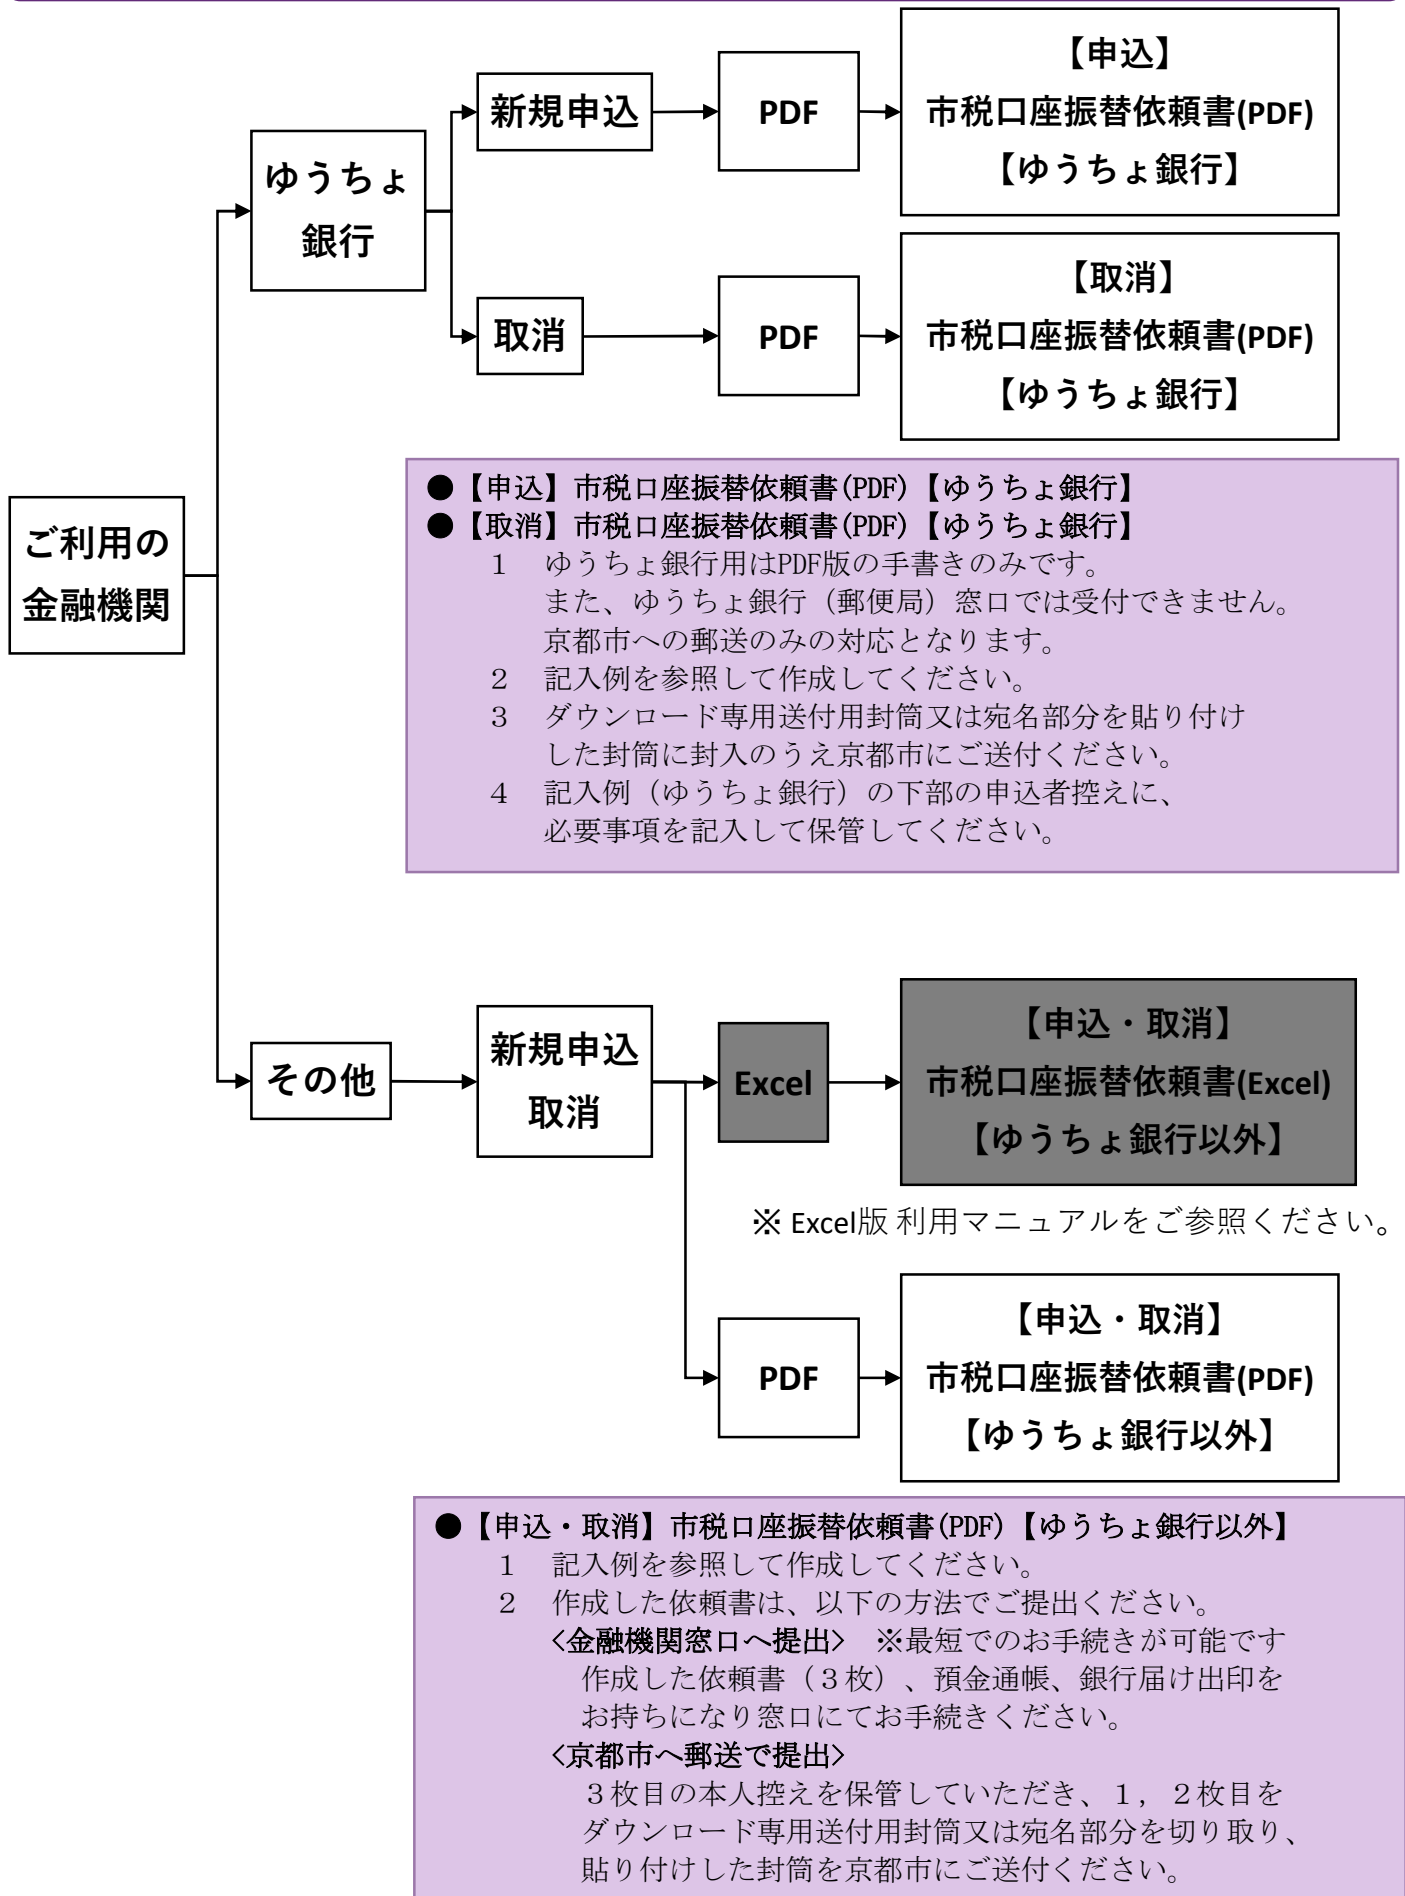 新規申込
PDF
【申込】
市税口座振替依頼書(PDF)
【ゆうちょ銀行】
ゆうちょ
銀行
取消
PDF
【取消】
市税口座振替依頼書(PDF)
【ゆうちょ銀行】
ご利用の
金融機関
●【申込】市税口座振替依頼書(PDF)【ゆうちょ銀行】
●【取消】市税口座振替依頼書(PDF)【ゆうちょ銀行】
1 ゆうちょ銀行用はPDF版の手書きのみです。
また、ゆうちょ銀行（郵便局）窓口では受付できません。
京都市への郵送のみの対応となります。
２ 記入例を参照して作成してください。
３ ダウンロード専用送付用封筒又は宛名部分を貼り付け
した封筒に封入のうえ京都市にご送付ください。
４ 記入例（ゆうちょ銀行）の下部の申込者控えに、
必要事項を記入して保管してください。
その他
新規申込
取消
Excel
【申込・取消】
市税口座振替依頼書(Excel)
【ゆうちょ銀行以外】
※ Excel版 利用マニュアルをご参照ください。
PDF
【申込・取消】
市税口座振替依頼書(PDF)
【ゆうちょ銀行以外】
●【申込・取消】市税口座振替依頼書(PDF)【ゆうちょ銀行以外】
1 記入例を参照して作成してください。
２ 作成した依頼書は、以下の方法でご提出ください。
<金融機関窓口へ提出> ※最短でのお手続きが可能です
作成した依頼書（３枚）、預金通帳、銀行届け出印を
お持ちになり窓口にてお手続きください。
<京都市へ郵送で提出>
３枚目の本人控えを保管していただき、１，２枚目を
ダウンロード専用送付用封筒又は宛名部分を切り取り、
貼り付けした封筒を京都市にご送付ください。